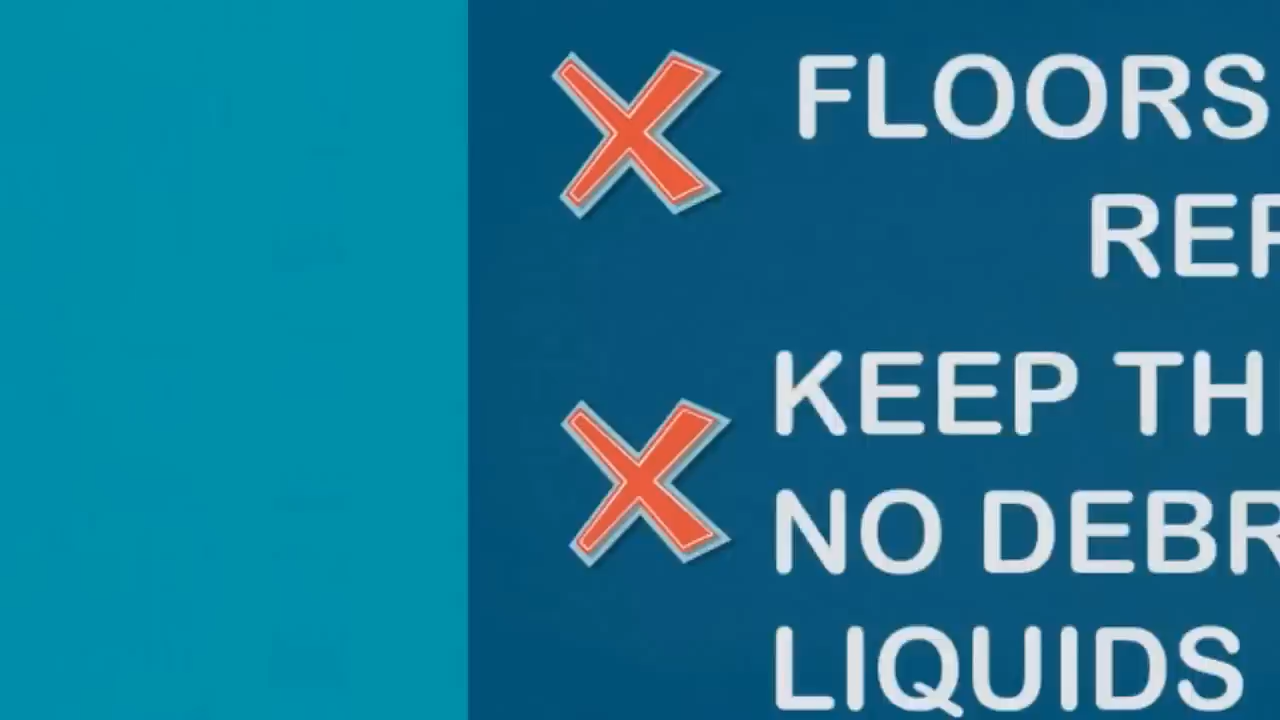 FLOORS
REP
KEEP TH
NO DEBR
LIQUIDS